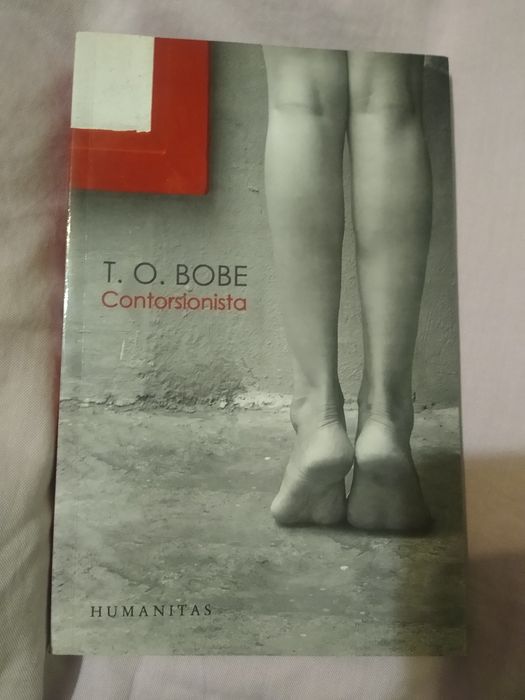 T. O. BOBE
Contorsionista
HUMANITAS